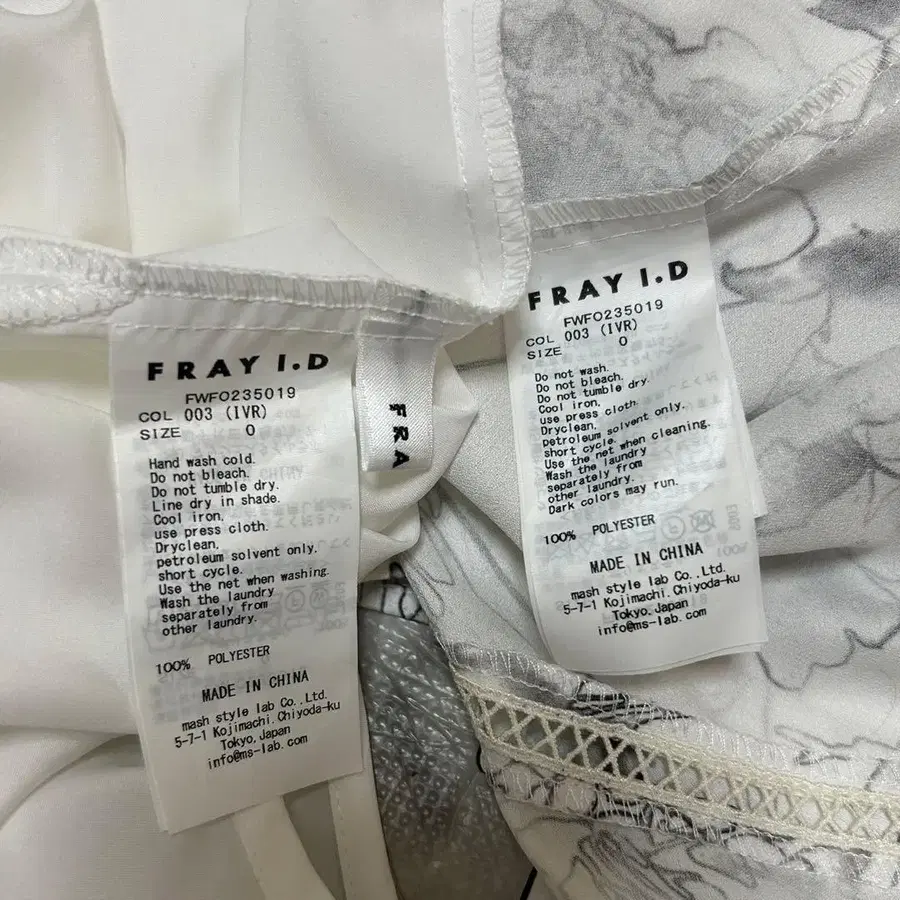 FRAY I.D
FWFO235019
COL 003 (IVR)
SIZE 0
Hand wash cold.
Do not bleach.
Do not tumble dry.
Line dry in shade.
Cool iron,
use press cloth.
Dryclean,
petroleum solvent only.
short cycle.
Use the net when washing.
Wash the laundry
separately from
other laundry.
100% POLYESTER
MADE IN CHINA
mash style lab Co.,Ltd.
5-7-1 Kojimachi,Chiyoda-ku
Tokyo,Japan
info@ms-lab.com
FRA
FRAY I.D
FWFO235019
COL 003 (IVR)
SIZE 0
Do not wash.
Do not bleach.
Do not tumble dry.
Cool iron,
use press cloth.
Dryclean,
petroleum solvent only.
short cycle.
Use the net when cleaning.
Wash the laundry
separately from
other laundry.
Dark colors may run.
100% POLYESTER
MADE IN CHINA
mash style lab Co.,Ltd.
5-7-1 Kojimachi,Chiyoda-ku
Tokyo,Japan
info@ms-lab.com